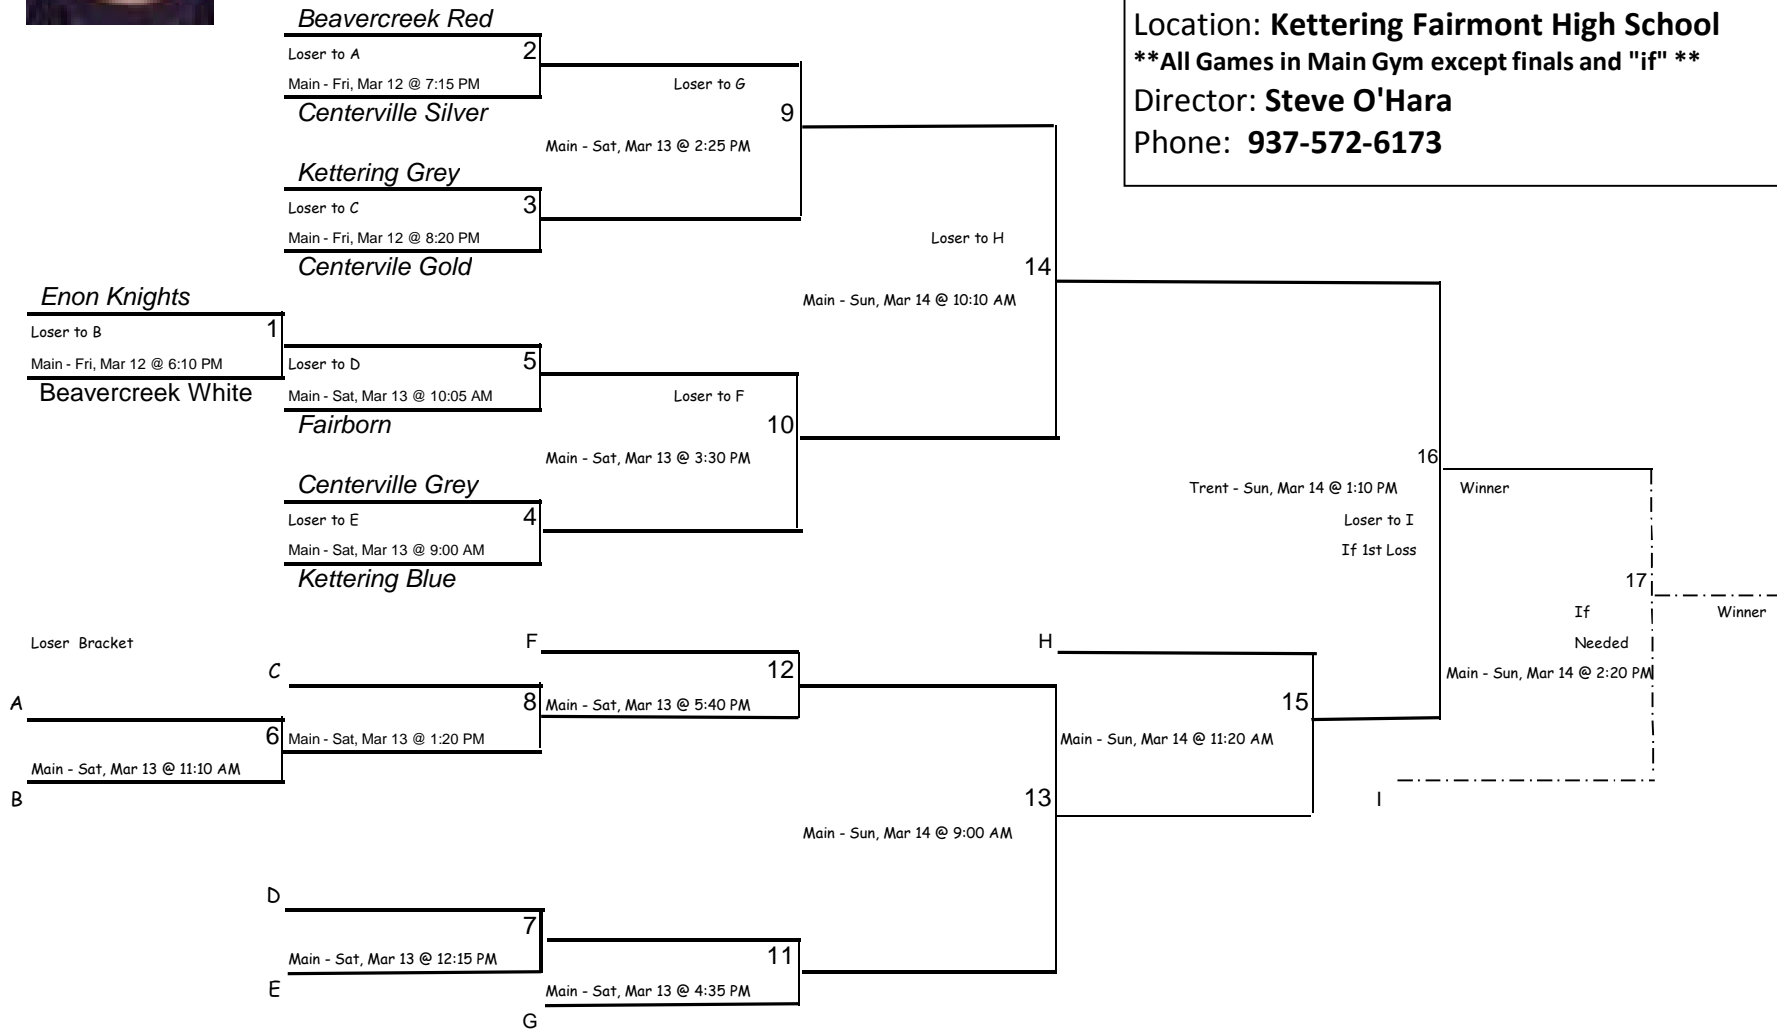 Location: Kettering Fairmont High School
**All Games in Main Gym except finals and "if" **
Director: Steve O'Hara
Phone: 937-572-6173
Beavercreek Red
Loser to A
2
Main - Fri, Mar 12 @ 7:15 PM
Centerville Silver
Loser to G
9
Main - Sat, Mar 13 @ 2:25 PM
Kettering Grey
Loser to C
3
Main - Fri, Mar 12 @ 8:20 PM
Centervile Gold
Loser to H
14
Main - Sun, Mar 14 @ 10:10 AM
Enon Knights
Loser to B
1
Main - Fri, Mar 12 @ 6:10 PM
Beavercreek White
Loser to D
5
Main - Sat, Mar 13 @ 10:05 AM
Fairborn
Loser to F
10
Main - Sat, Mar 13 @ 3:30 PM
Centerville Grey
Loser to E
4
Main - Sat, Mar 13 @ 9:00 AM
Kettering Blue
16
Trent - Sun, Mar 14 @ 1:10 PM
Loser to I
If 1st Loss
Winner
17
If
Needed
Main - Sun, Mar 14 @ 2:20 PM
Winner
Loser Bracket
A
6
Main - Sat, Mar 13 @ 11:10 AM
B
C
8
Main - Sat, Mar 13 @ 1:20 PM
F
12
Main - Sat, Mar 13 @ 5:40 PM
H
15
Main - Sun, Mar 14 @ 11:20 AM
13
Main - Sun, Mar 14 @ 9:00 AM
I
D
7
Main - Sat, Mar 13 @ 12:15 PM
E
11
Main - Sat, Mar 13 @ 4:35 PM
G